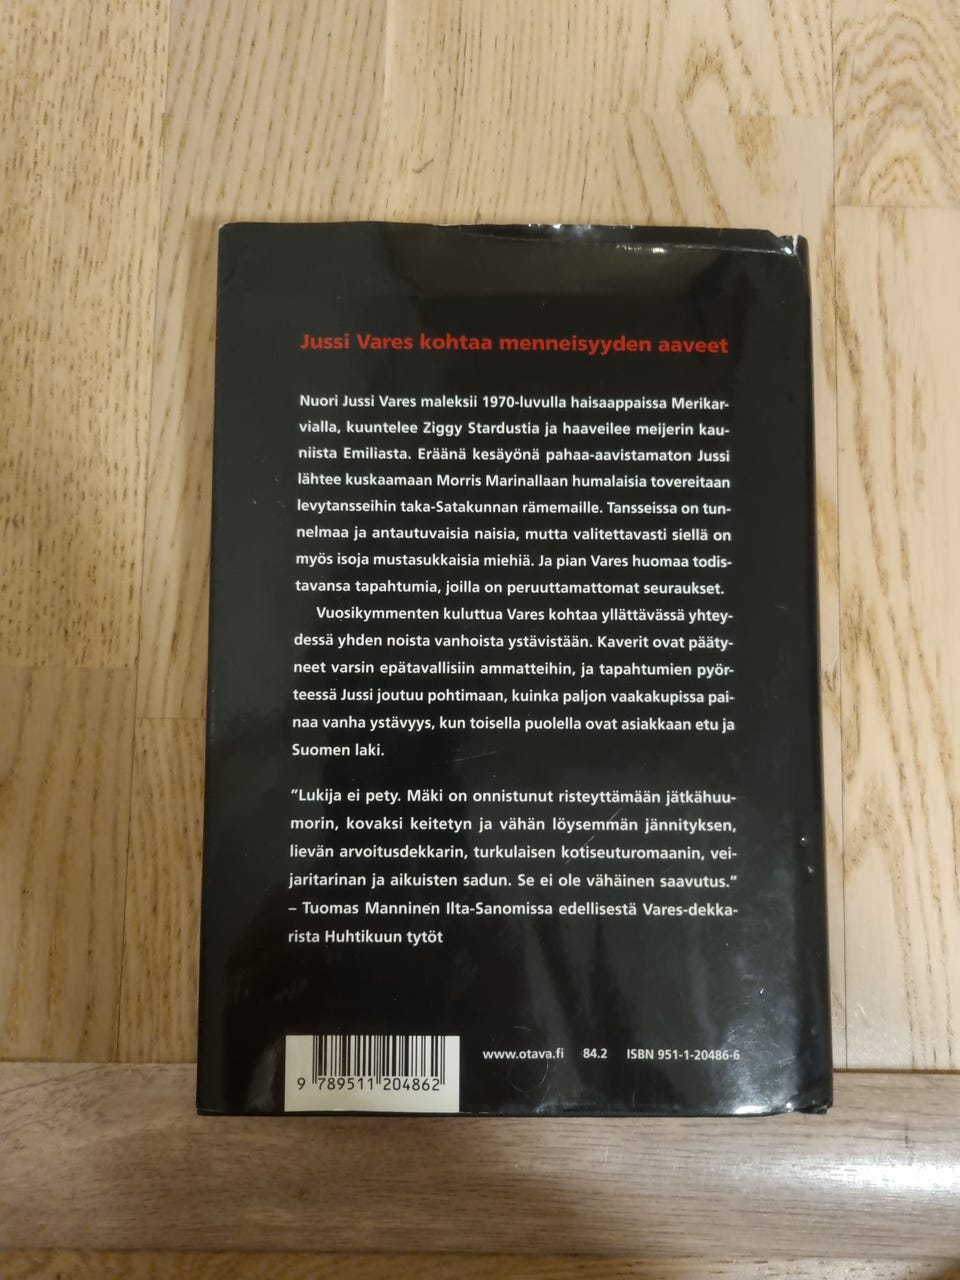 Jussi Vares kohtaa menneisyyden aaveet
Nuori Jussi Vares maleksii 1970-luvulla haisaappaissa Merikar-
vialla, kuuntelee Ziggy Stardustia ja haaveilee meijerin kau-
niista Emiliasta. Eräänä kesäyönä pahaa-aavistamaton Jussi
lähtee kuskaamaan Morris Marinallaan humalaisia tovereitaan
levytansseihin taka-Satakunnan rämemaille. Tansseissa on tun-
nelmaa ja antautuvaisia naisia, mutta valitettavasti siellä on
myös isoja mustasukkaisia miehiä. Ja pian Vares huomaa todis-
tavansa tapahtumia, joilla on peruuttamattomat seuraukset.
Vuosikymmenten kuluttua Vares kohtaa yllättävässä yhtey-
dessä yhden noista vanhoista ystävistään. Kaverit ovat pääty-
neet varsin epätavallisiin ammatteihin, ja tapahtumien pyör-
teessä Jussi joutuu pohtimaan, kuinka paljon vaakakupissa pai-
naa vanha ystävyys, kun toisella puolella ovat asiakkaan etu ja
Suomen laki.
”Lukija ei pety. Mäki on onnistunut risteyttämään jätkähuu-
morin, kovaksi keitetyn ja vähän löysemmän jännityksen,
lievän arvoitusdekkarin, turkulaisen kotiseuturomaanin, vei-
jaritarinan ja aikuisten sadun. Se ei ole vähäinen saavutus.”
– Tuomas Manninen Ilta-Sanomissa edellisestä Vares-dekka-
rista Huhtikuun tytöt
www.otava.fi 84.2 ISBN 951-1-20486-6
9 789511 204862